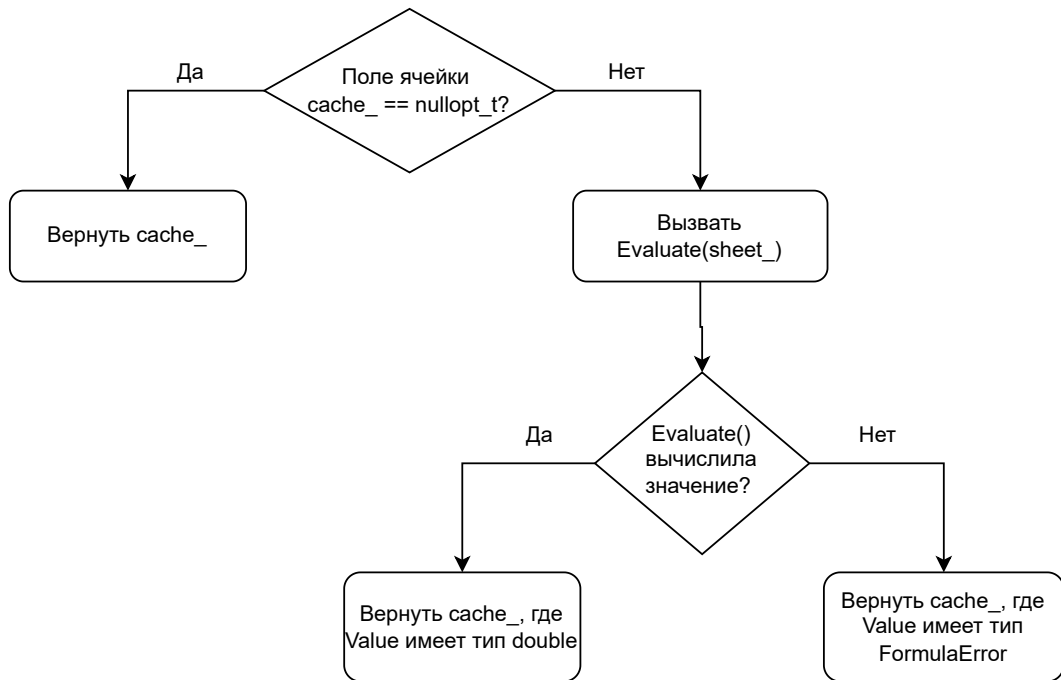 Да
Поле ячейки
cache_ == nullopt_t?
Нет
Вернуть cache_
Вызвать
Evaluate(sheet_)
Да
Evaluate()
вычислила
значение?
Нет
Вернуть cache_, где
Value имеет тип double
Вернуть cache_, где
Value имеет тип
FormulaError